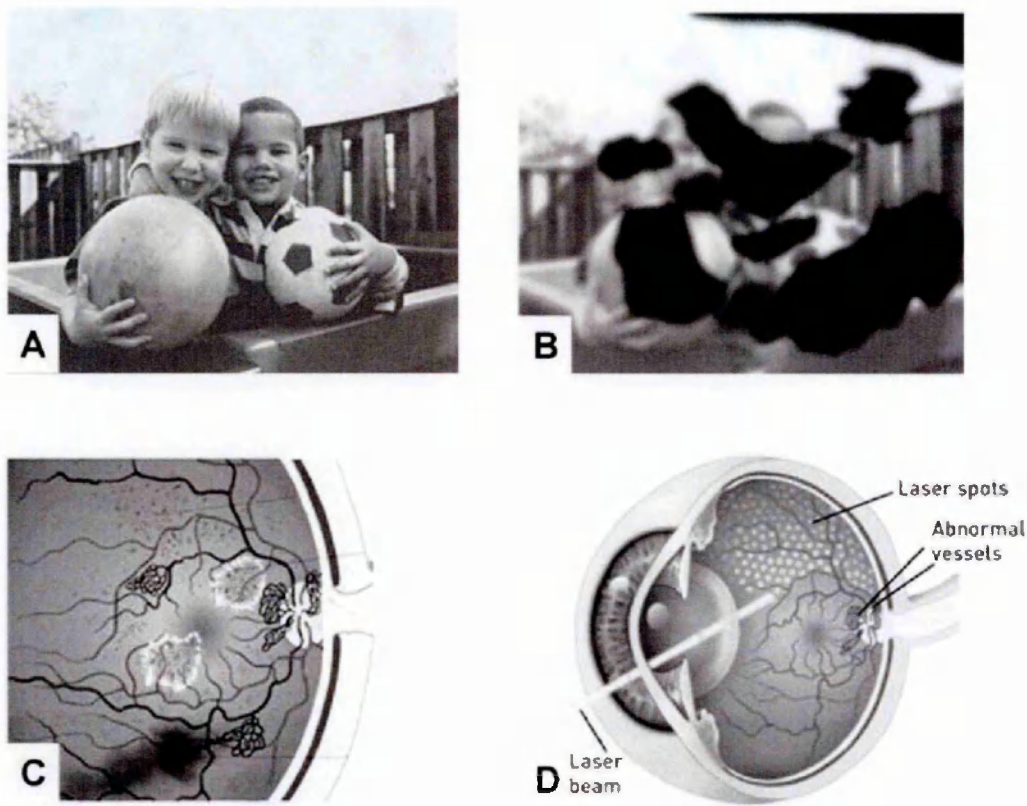 A
B
C
Laser spots
Abnormal
vessels
Laser
beam
D